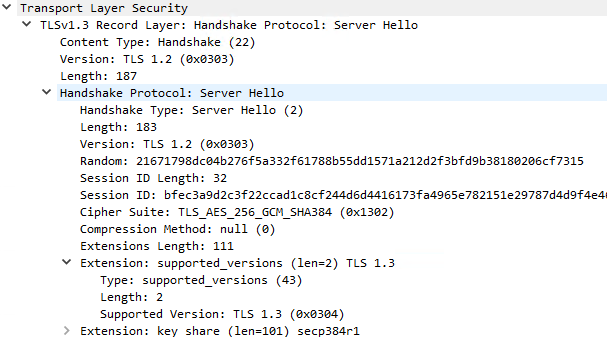 Transport Layer Security
TLSv1.3 Record Layer: Handshake Protocol: Server Hello
Content Type: Handshake (22)
Version: TLS 1.2 (0x0303)
Length: 187
Handshake Protocol: Server Hello
Handshake Type: Server Hello (2)
Length: 183
Version: TLS 1.2 (0x0303)
Random: 21671798dc04b276f5a332f61788b55dd1571a212d2f3bfd9b38180206cf7315
Session ID Length: 32
Session ID: bfec3a9d2c3f22ccad1c8cf244d6d4416173fa4965e782151e29787d4d9f4e4
Cipher Suite: TLS_AES_256_GCM_SHA384 (0x1302)
Compression Method: null (0)
Extensions Length: 111
Extension: supported_versions (len=2) TLS 1.3
Type: supported_versions (43)
Length: 2
Supported Version: TLS 1.3 (0x0304)
Extension: key_share (len=101) secp384r1